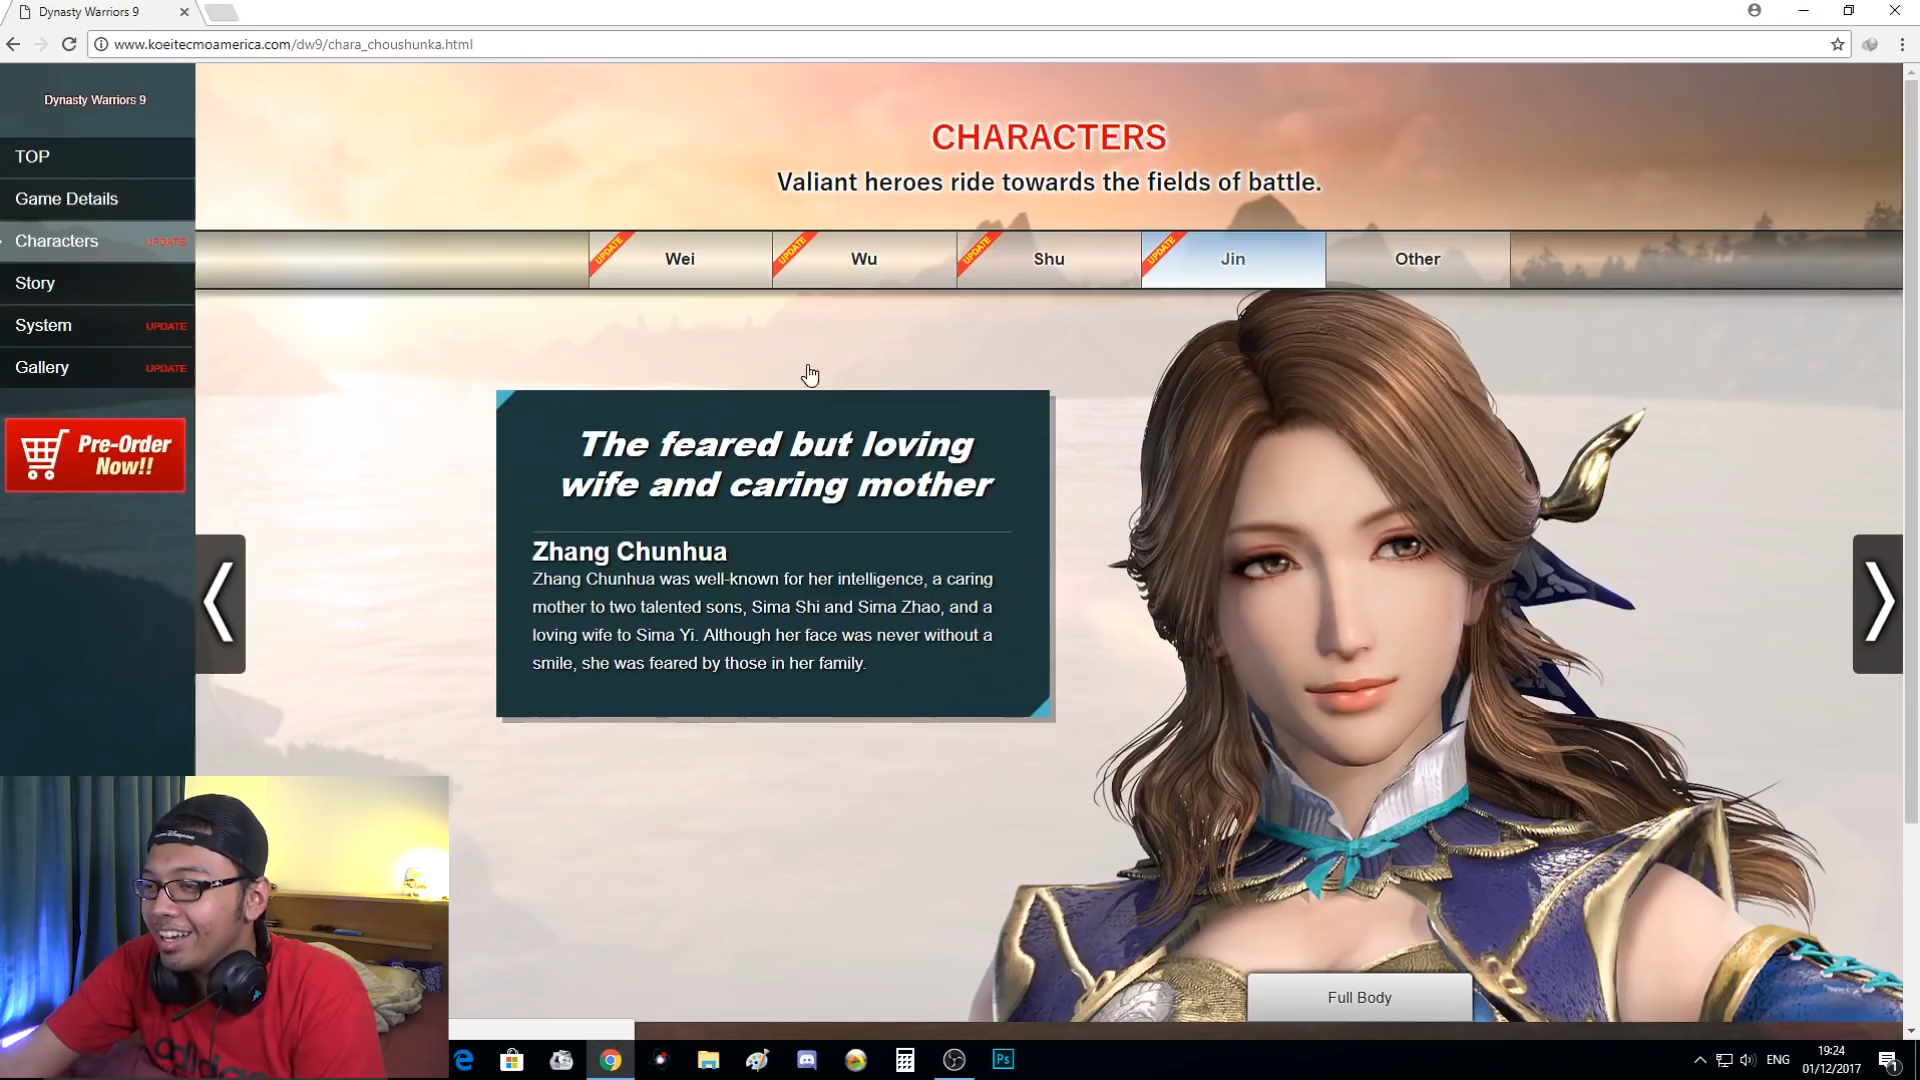 Dynasty Warriors 9
www.koeitecmoamerica.com/dw9/chara_choushunka.html
Dynasty Warriors 9
TOP
Game Details
Characters UPDATE
Story
System UPDATE
Gallery UPDATE
Pre-Order
Now!!
CHARACTERS
Valiant heroes ride towards the fields of battle.
UPDATE Wei UPDATE Wu UPDATE Shu UPDATE Jin Other
The feared but loving
wife and caring mother
Zhang Chunhua
Zhang Chunhua was well-known for her intelligence, a caring
mother to two talented sons, Sima Shi and Sima Zhao, and a
loving wife to Sima Yi. Although her face was never without a
smile, she was feared by those in her family.
Full Body
adidas
Ps
ENG
19:24
01/12/2017
1